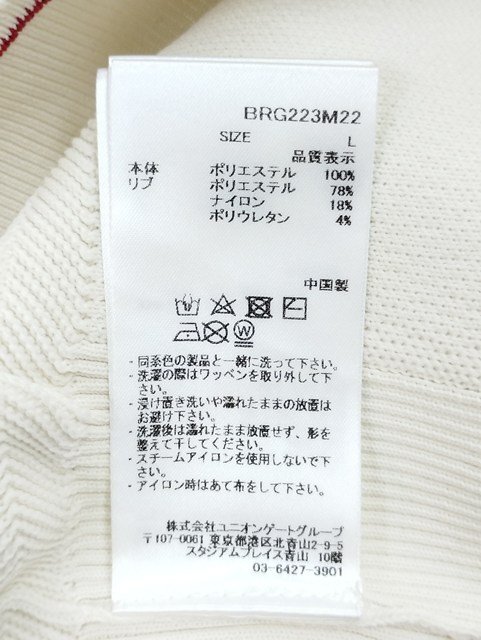 BRG223M22
SIZE L
品質表示
本体 ポリエステル 100%
リブ ポリエステル 78%
ナイロン 18%
ポリウレタン 4%
中国製
- 同系色の製品と一緒に洗って下さい。
- 洗濯の際はワッペンを取り外して下
さい。
- 浸け置き洗いや濡れたままの放置は
お避け下さい。
- 洗濯後は濡れたまま放置せず、形を
整えて干してください。
- スチームアイロンを使用しないで下
さい。
- アイロン時はあて布をして下さい。
株式会社ユニオンゲートグループ
〒107-0061 東京都港区北青山2-9-5
スタジアムプレイス青山 10階
03-6427-3901